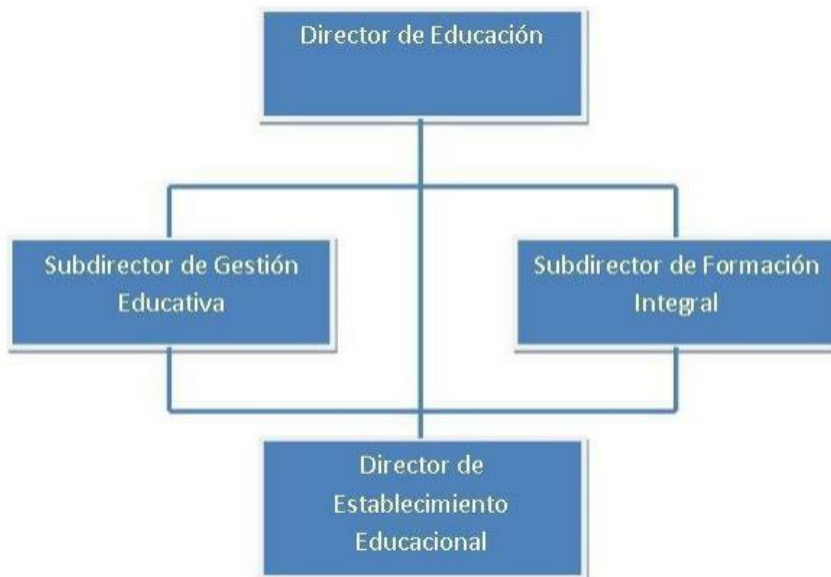 Director de Educación
Subdirector de Gestión
Educativa
Subdirector de Formación
Integral
Director de
Establecimiento
Educacional